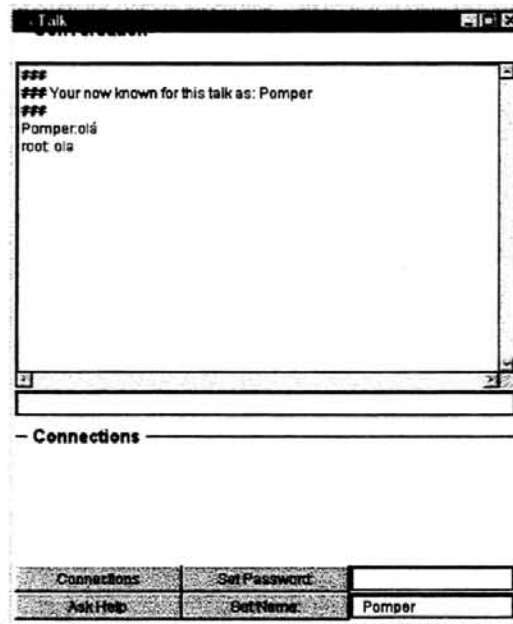 Talk
Conversation
###
### Your now known for this talk as: Pomper
###
Pomper:olá
root: ola
Connections
Connections Set Password:
Ask Help Set Name: Pomper